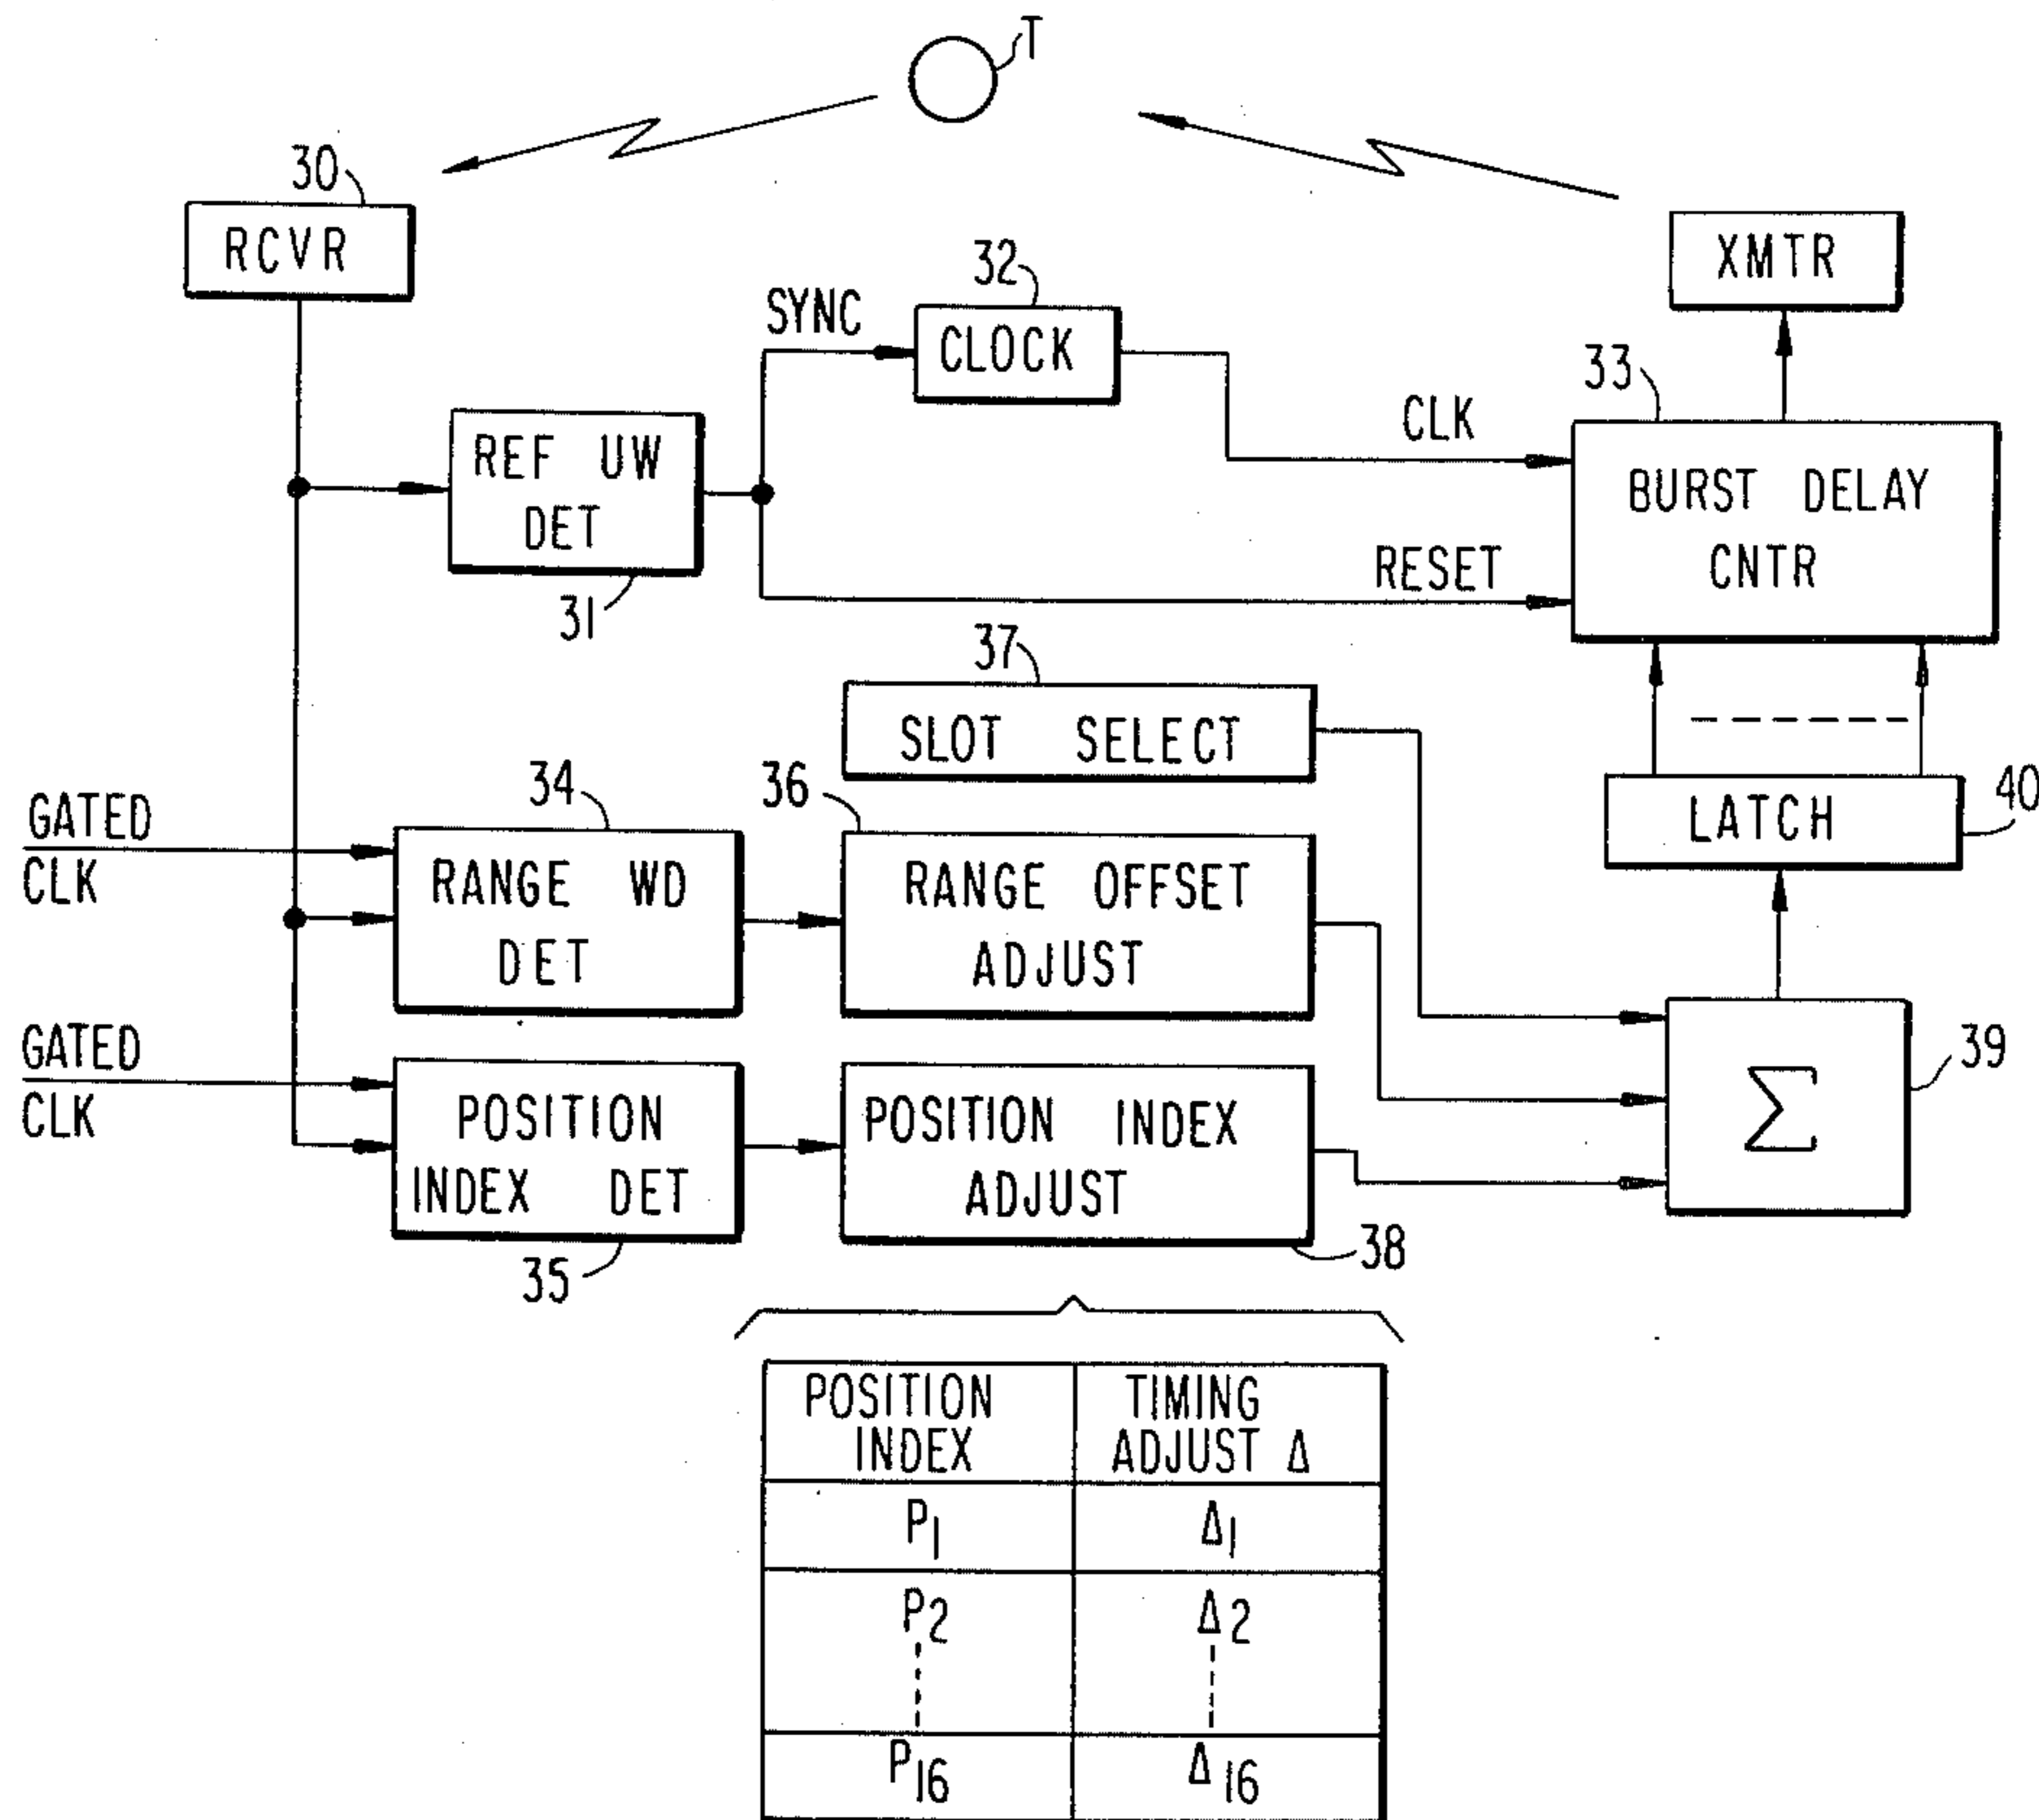 T
30
RCVR
32
SYNC
CLOCK
XMTR
33
CLK
REF UW
DET
31
BURST DELAY
CNTR
RESET
37
SLOT SELECT
34
36
40
LATCH
GATED
CLK
RANGE WD
DET
RANGE OFFSET
ADJUST
GATED
CLK
39
Σ
POSITION
INDEX DET
POSITION INDEX
ADJUST
35
38
POSITION
INDEX
TIMING
ADJUST Δ
P1
Δ1
P2
Δ2
P16
Δ16